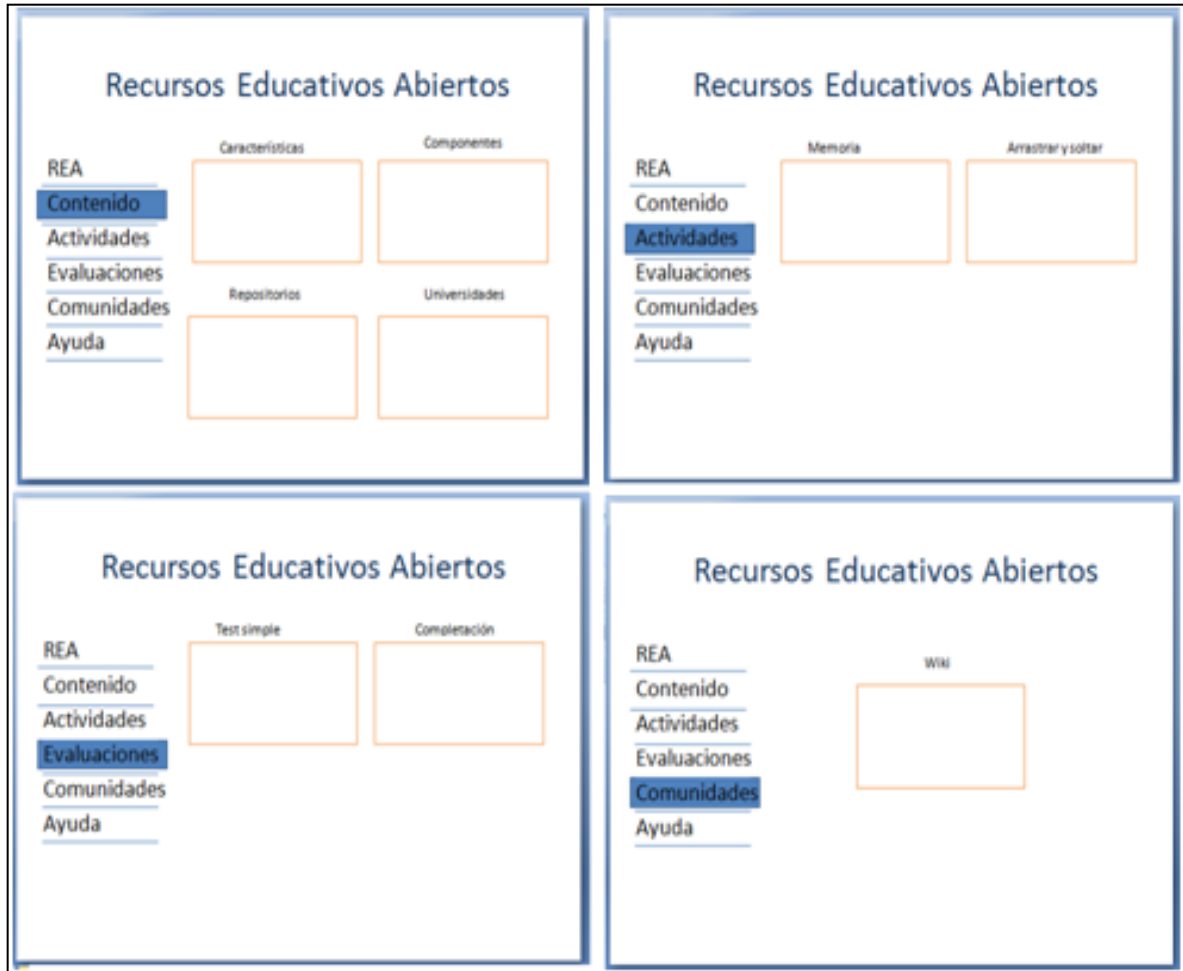 Recursos Educativos Abiertos
Características
Componentes
REA
Contenido
Actividades
Evaluaciones
Comunidades
Ayuda
Repositorios
Universidades
Recursos Educativos Abiertos
Memoria
Arrastrar y soltar
REA
Contenido
Actividades
Evaluaciones
Comunidades
Ayuda
Recursos Educativos Abiertos
Test simple
Completación
REA
Contenido
Actividades
Evaluaciones
Comunidades
Ayuda
Recursos Educativos Abiertos
Wiki
REA
Contenido
Actividades
Evaluaciones
Comunidades
Ayuda